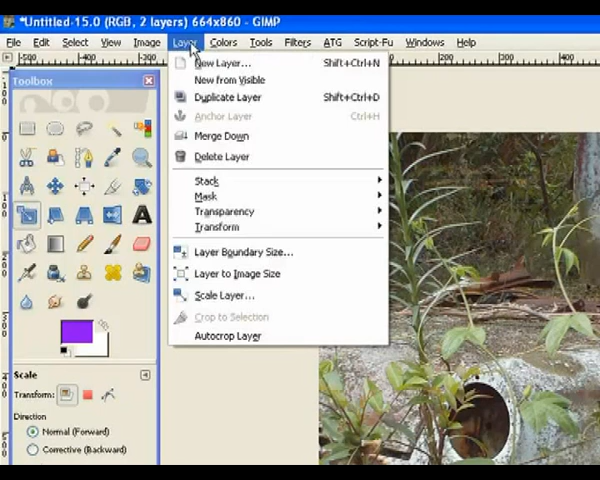 *Untitled-15.0 (RGB, 2 layers) 664x860 - GIMP
File Edit Select View Image Layer Colors Tools Filters ATG Script-Fu Windows Help
-500 -400 -300
Toolbox
New Layer... Shift+Ctrl+N
New from Visible
Duplicate Layer Shift+Ctrl+D
Anchor Layer Ctrl+H
Merge Down
Delete Layer
Stack
Mask
Transparency
Transform
Layer Boundary Size...
Layer to Image Size
Scale Layer...
Crop to Selection
Autocrop Layer
Scale
Transform:
Direction
Normal (Forward)
Corrective (Backward)